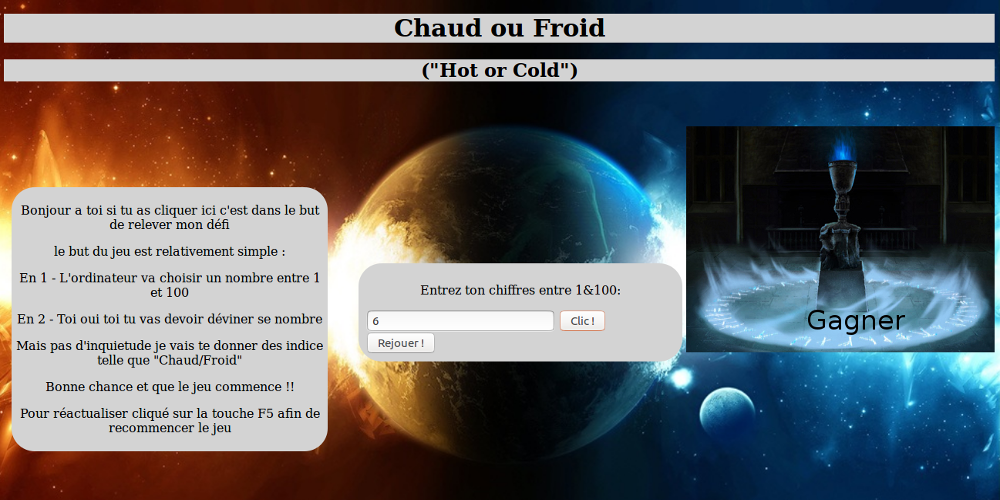 Chaud ou Froid
("Hot or Cold")
Bonjour a toi si tu as cliquer ici c'est dans le but
de relever mon défi
le but du jeu est relativement simple :
En 1 - L'ordinateur va choisir un nombre entre 1
et 100
En 2 - Toi oui toi tu vas devoir déviner se nombre
Mais pas d'inquietude je vais te donner des indice
telle que "Chaud/Froid"
Bonne chance et que le jeu commence !!
Pour réactualiser cliqué sur la touche F5 afin de
recommencer le jeu
Entrez ton chiffres entre 1&100:
6 Clic !
Rejouer !
Gagner